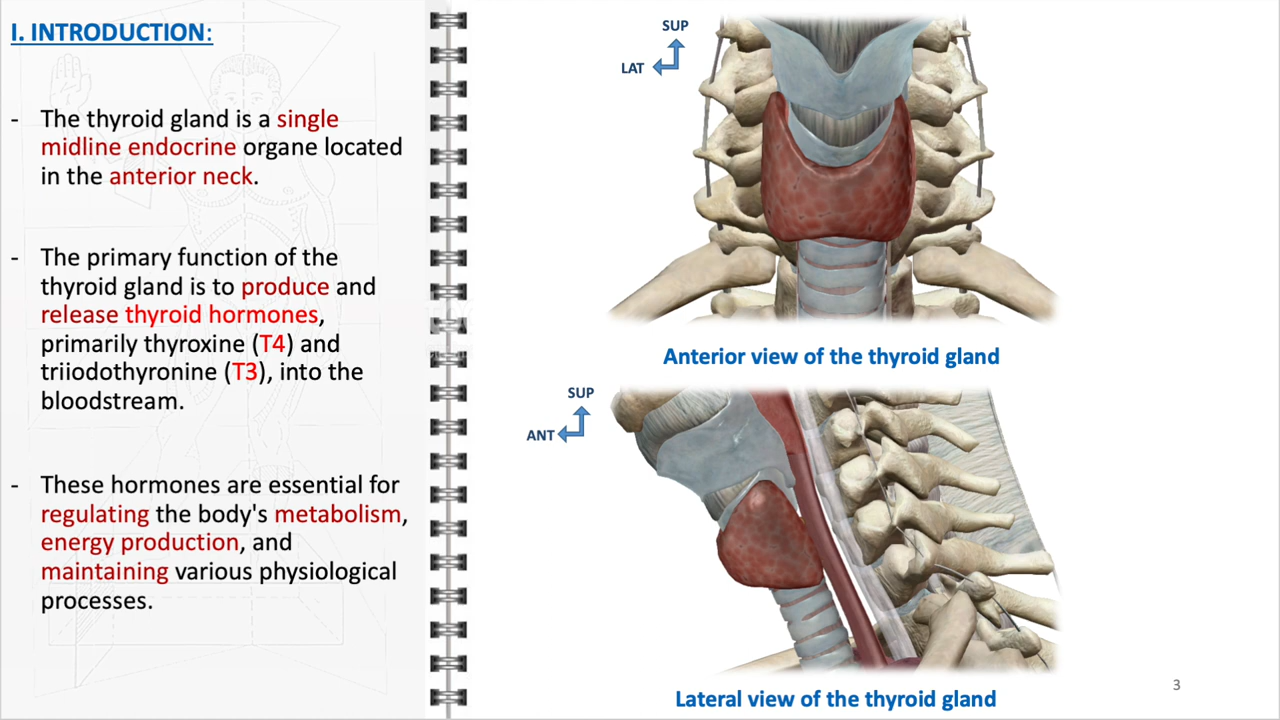 I. INTRODUCTION:
- The thyroid gland is a single
midline endocrine organe located
in the anterior neck.
- The primary function of the
thyroid gland is to produce and
release thyroid hormones,
primarily thyroxine (T4) and
triiodothyronine (T3), into the
bloodstream.
- These hormones are essential for
regulating the body's metabolism,
energy production, and
maintaining various physiological
processes.
SUP
LAT
Anterior view of the thyroid gland
SUP
ANT
Lateral view of the thyroid gland
3